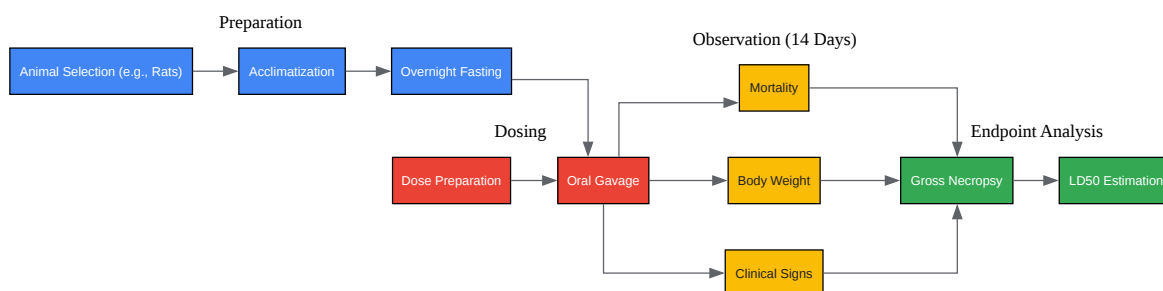 Preparation
Animal Selection (e.g., Rats)
Acclimatization
Overnight Fasting
Observation (14 Days)
Mortality
Dosing
Endpoint Analysis
Dose Preparation
Oral Gavage
Body Weight
Gross Necropsy
LD50 Estimation
Clinical Signs